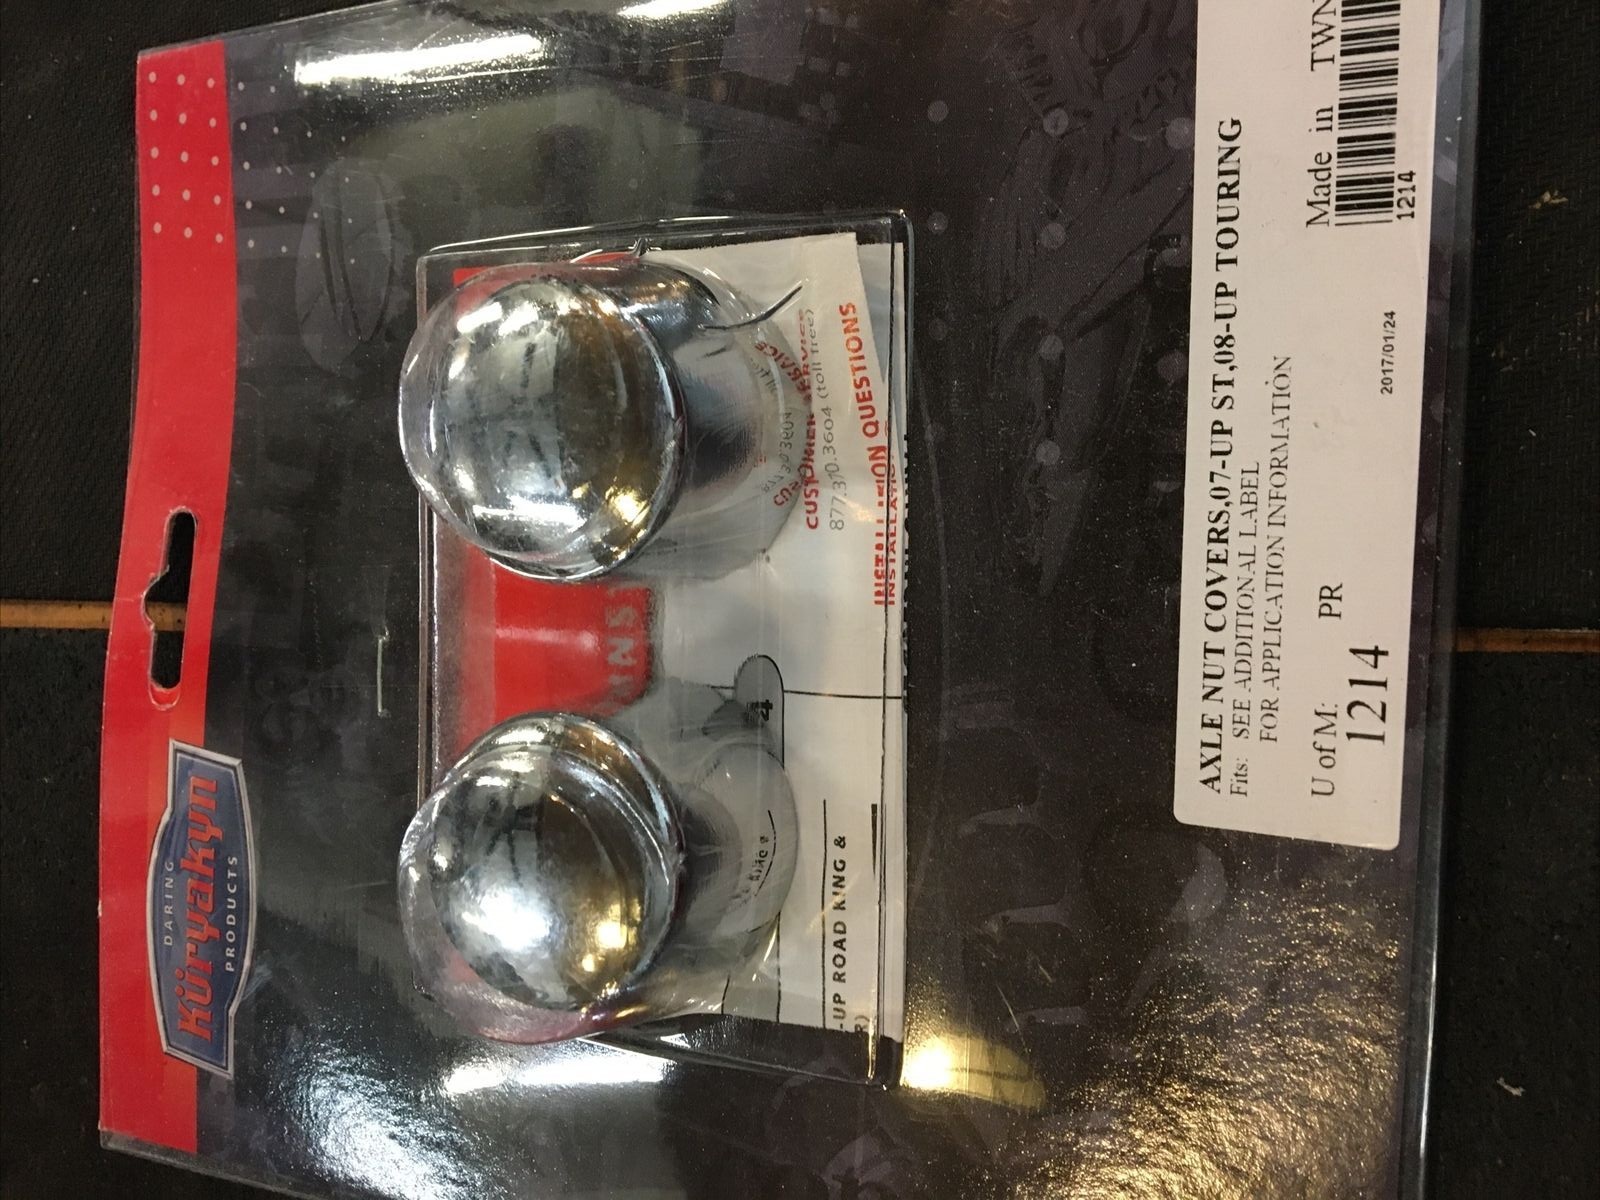 DARING
Küryakyn
PRODUCTS
CUSTOMER SERVICE
877.370.3604 (toll free)
INSTALLATION QUESTIONS
4
-UP ROAD KING &
AXLE NUT COVERS,07-UP ST,08-UP TOURING
Fits: SEE ADDITIONAL LABEL
FOR APPLICATION INFORMATION
U of M: PR
Made in TWN
1214
2017/01/24
1214